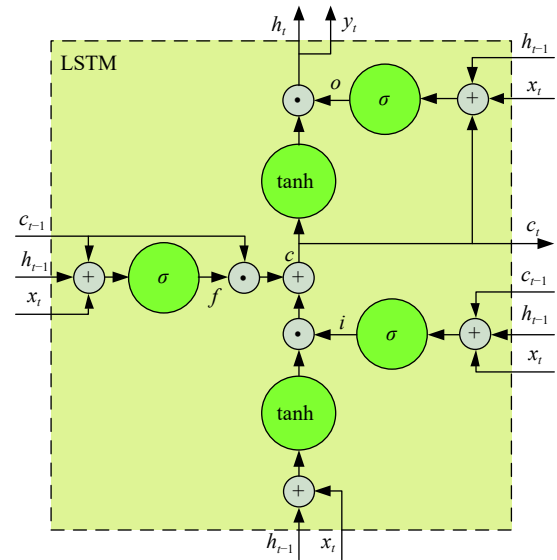 h_t y_t
LSTM
h_{t-1}
o σ + x_t
tanh
c_{t-1} c c_t
h_{t-1} + σ +
x_t f c_{t-1}
i σ + h_{t-1}
x_t
tanh
+
h_{t-1} x_t